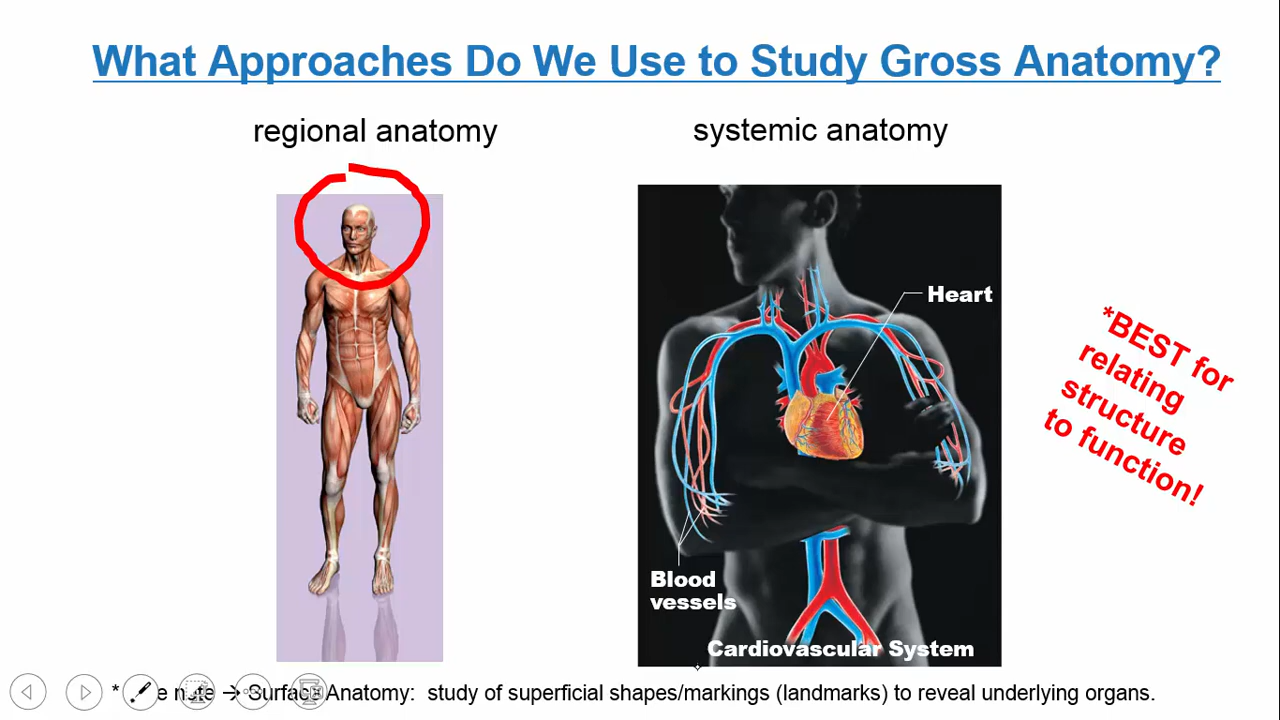 What Approaches Do We Use to Study Gross Anatomy?
regional anatomy
systemic anatomy
Heart
*BEST for
relating
structure
to function!
Blood
vessels
Cardiovascular System
* → Surface Anatomy: study of superficial shapes/markings (landmarks) to reveal underlying organs.